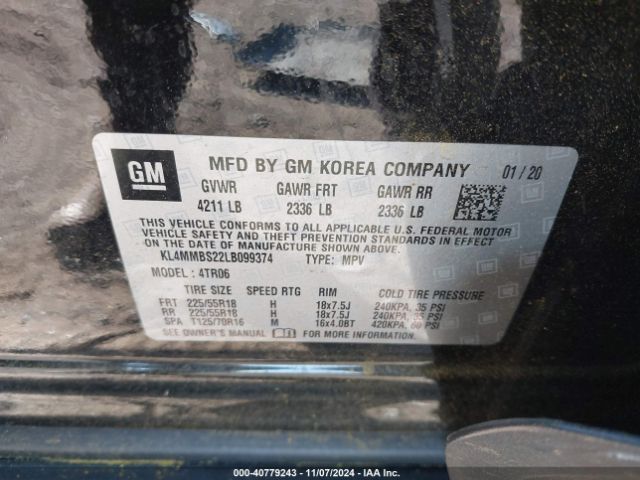 GM MFD BY GM KOREA COMPANY 01/20
GVWR GAWR FRT GAWR RR
4211 LB 2336 LB 2336 LB
THIS VEHICLE CONFORMS TO ALL APPLICABLE U.S. FEDERAL MOTOR
VEHICLE SAFETY AND THEFT PREVENTION STANDARDS IN EFFECT ON
THE DATE OF MANUFACTURE SHOWN ABOVE.
KL4MMBS22LB099374 TYPE: MPV
MODEL: 4TR06
TIRE SIZE SPEED RTG RIM COLD TIRE PRESSURE
FRT 225/55R18 H 18x7.5J 240KPA, 35 PSI
RR 225/55R18 H 18x7.5J 240KPA, 35 PSI
SPA T125/70R16 M 16x4.0BT 420KPA, 60 PSI
SEE OWNER'S MANUAL FOR MORE INFORMATION
00-40779243 - 11/07/2024 - IAA Inc.